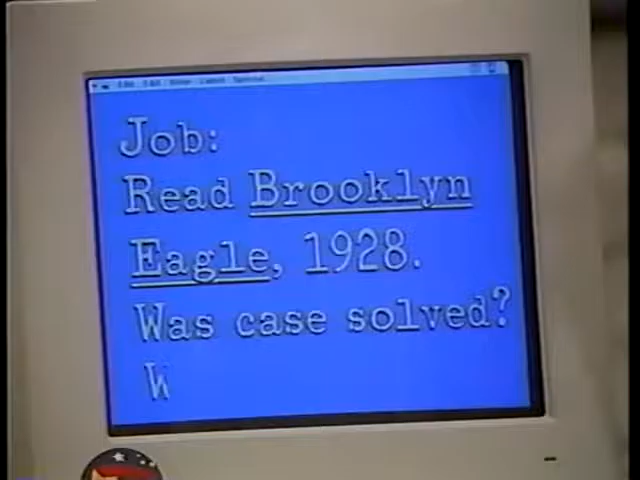 Job:
Read Brooklyn
Eagle, 1928.
Was case solved?
W